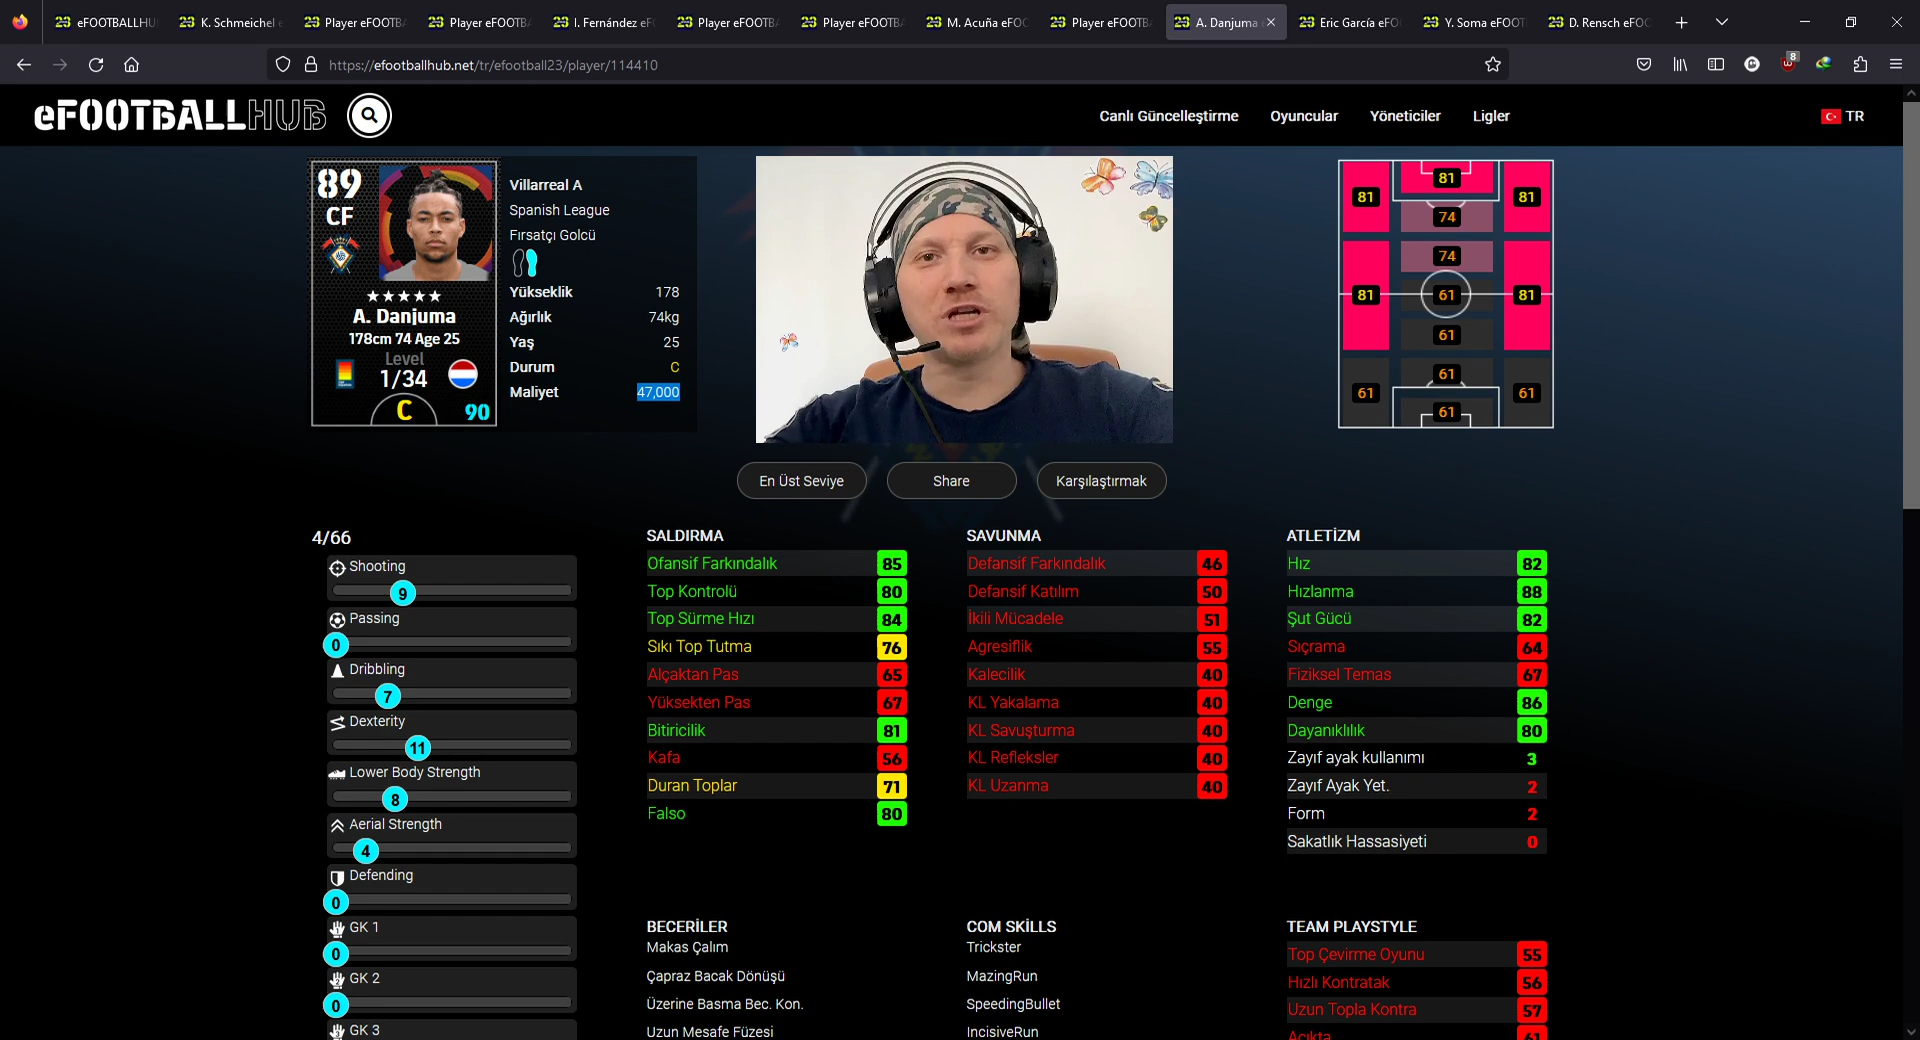 eFOOTBALLHU
K. Schmeichel e
Player eFOOTBA
Player eFOOTBA
I. Fernández eF
Player eFOOTBA
Player eFOOTBA
M. Acuña eFOO
Player eFOOTBA
A. Danjuma
Eric García eFO
Y. Soma eFOOT
D. Rensch eFOO
https://efootballhub.net/tr/efootball23/player/114410
8
eFOOTBALLHUB
Canlı Güncelleştirme
Oyuncular
Yöneticiler
Ligler
TR
89
CF
A. Danjuma
178cm 74 Age 25
Level
1/34
C
90
Villarreal A
Spanish League
Fırsatçı Golcü
Yükseklik 178
Ağırlık 74kg
Yaş 25
Durum C
Maliyet 47,000
81
81
81
74
74
81
61
81
61
61
61
61
61
En Üst Seviye
Share
Karşılaştırmak
4/66
Shooting
9
Passing
0
Dribbling
7
Dexterity
11
Lower Body Strength
8
Aerial Strength
4
Defending
0
GK 1
0
GK 2
0
GK 3
SALDIRMA
Ofansif Farkındalık 85
Top Kontrolü 80
Top Sürme Hızı 84
Sıkı Top Tutma 76
Alçaktan Pas 65
Yüksekten Pas 67
Bitiricilik 81
Kafa 56
Duran Toplar 71
Falso 80
SAVUNMA
Defansif Farkındalık 46
Defansif Katılım 50
İkili Mücadele 51
Agresiflik 55
Kalecilik 40
KL Yakalama 40
KL Savuşturma 40
KL Refleksler 40
KL Uzanma 40
ATLETİZM
Hız 82
Hızlanma 88
Şut Gücü 82
Sıçrama 64
Fiziksel Temas 67
Denge 86
Dayanıklılık 80
Zayıf ayak kullanımı 3
Zayıf Ayak Yet. 2
Form 2
Sakatlık Hassasiyeti 0
BECERİLER
Makas Çalım
Çapraz Bacak Dönüşü
Üzerine Basma Bec. Kon.
Uzun Mesafe Füzesi
COM SKİLLS
Trickster
MazingRun
SpeedingBullet
IncisiveRun
TEAM PLAYSTYLE
Top Çevirme Oyunu 55
Hızlı Kontratak 56
Uzun Topla Kontra 57
Açıkta 61